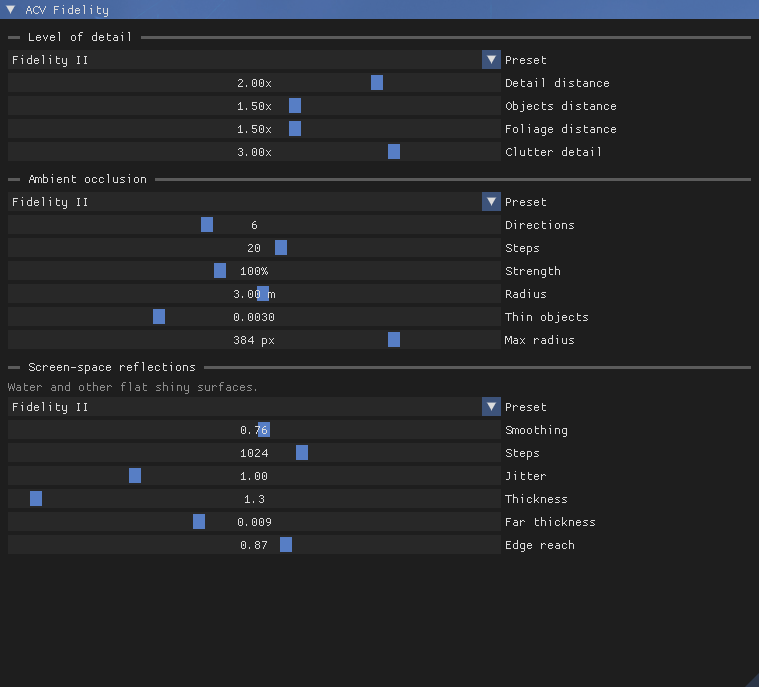 ACV Fidelity
Level of detail
Fidelity II Preset
2.00x Detail distance
1.50x Objects distance
1.50x Foliage distance
3.00x Clutter detail
Ambient occlusion
Fidelity II Preset
6 Directions
20 Steps
100% Strength
3.00 m Radius
0.0030 Thin objects
384 px Max radius
Screen-space reflections
Water and other flat shiny surfaces.
Fidelity II Preset
0.76 Smoothing
1024 Steps
1.00 Jitter
1.3 Thickness
0.009 Far thickness
0.87 Edge reach